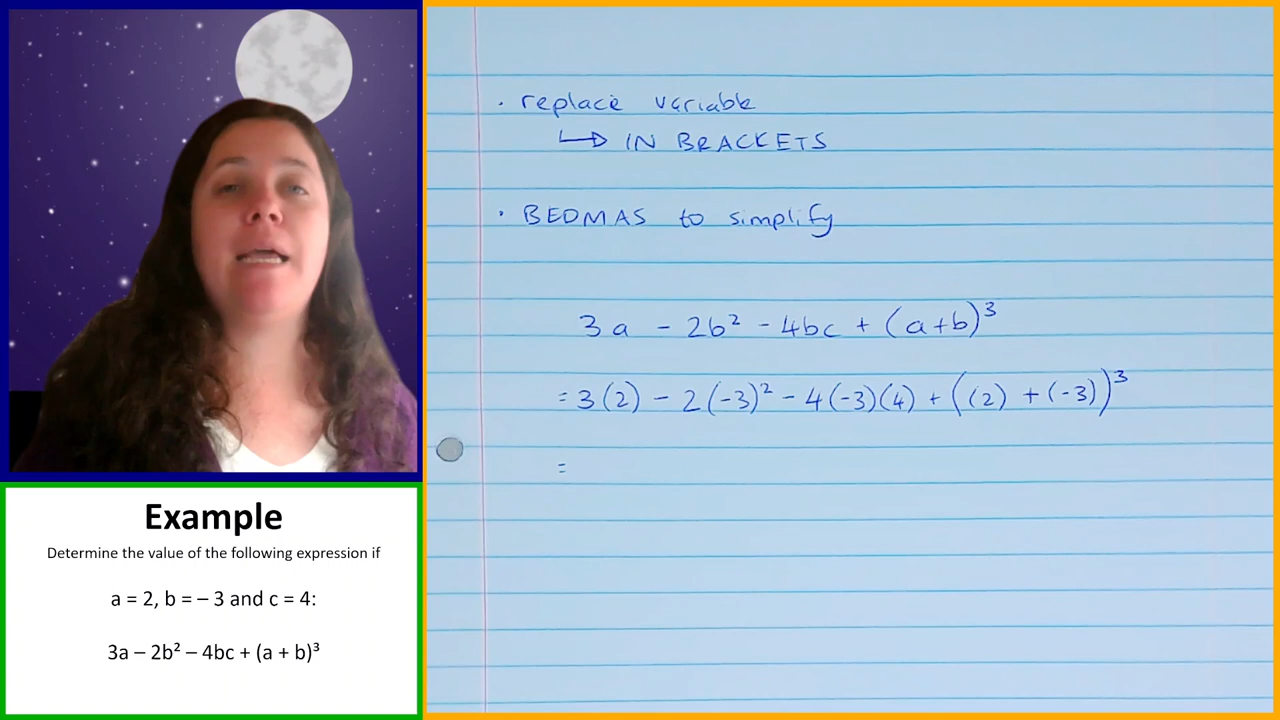 · replace variable
↳ IN BRACKETS
· BEDMAS to simplify
3a - 2b² - 4bc + (a+b)³
= 3(2) - 2(-3)² - 4(-3)(4) + ((2) + (-3))³
=
Example
Determine the value of the following expression if
a = 2, b = – 3 and c = 4:
3a – 2b² – 4bc + (a + b)³